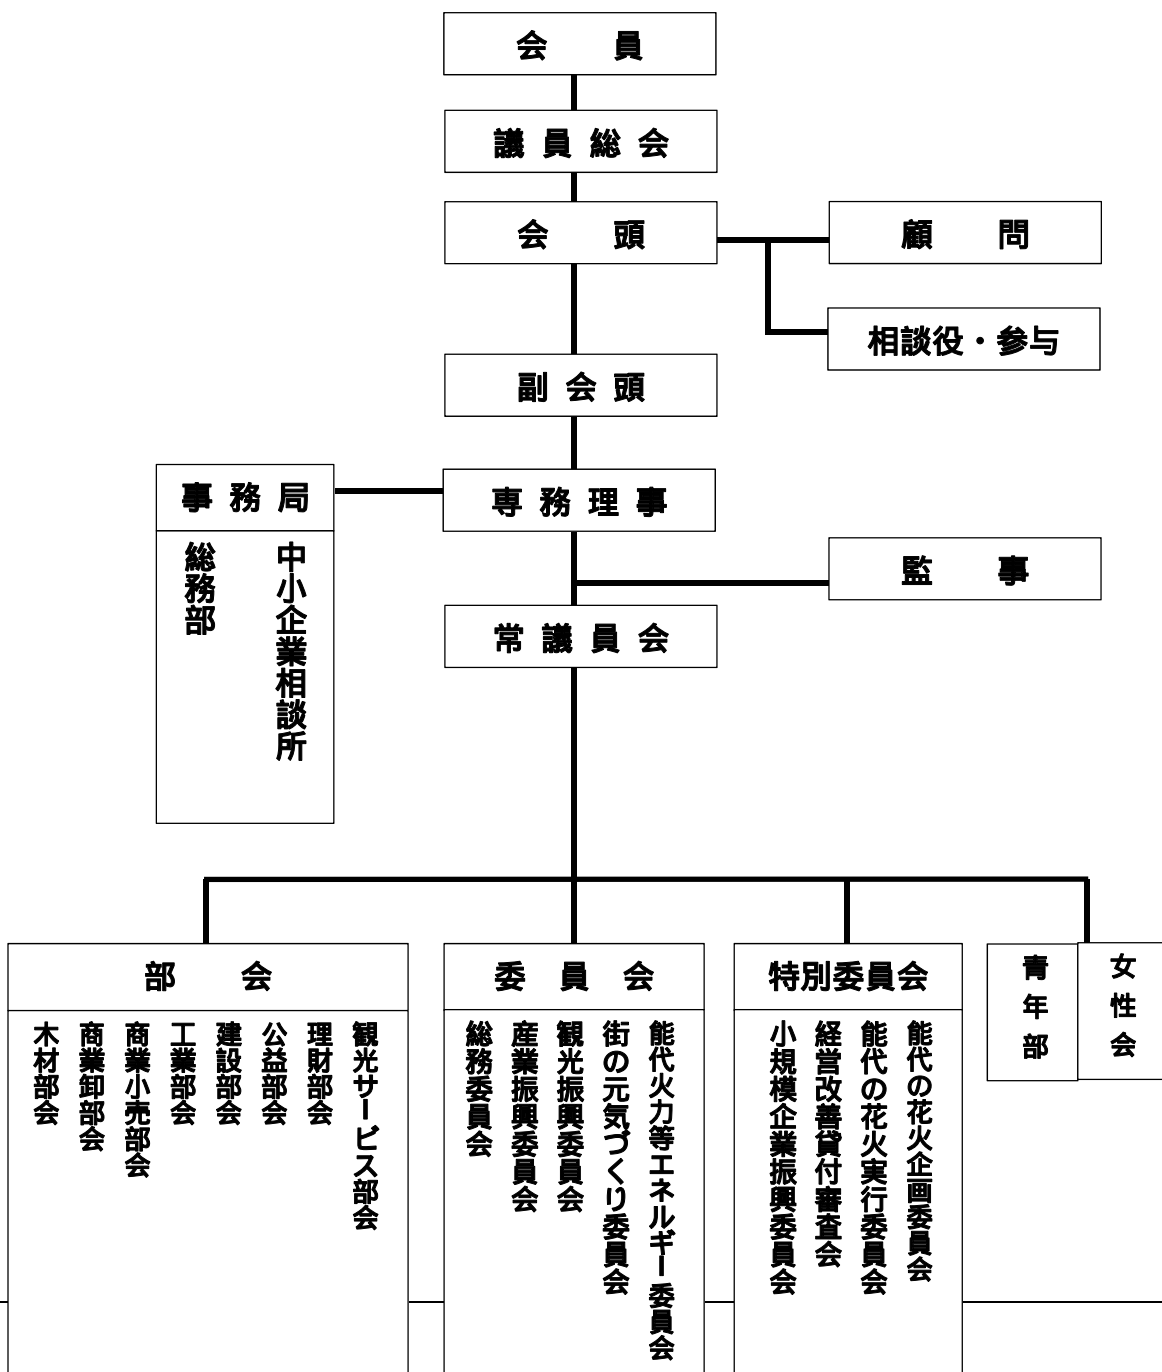 会員
議員総会
会頭
顧問
相談役・参与
副会頭
事務局
専務理事
総務部
中小企業相談所
監事
常議員会
部会
木材部会
商業卸部会
商業小売部会
工業部会
建設部会
公益部会
理財部会
観光サービス部会
委員会
総務委員会
産業振興委員会
観光振興委員会
街の元気づくり委員会
能代火力等エネルギー委員会
特別委員会
小規模企業振興委員会
経営改善貸付審査会
能代の花火実行委員会
能代の花火企画委員会
青年部
女性会